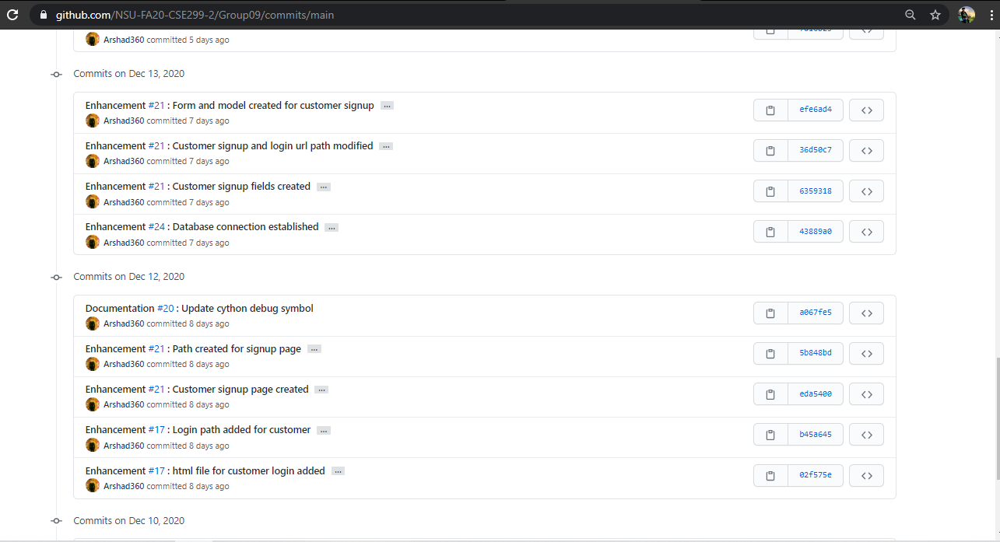 github.com/NSU-FA20-CSE299-2/Group09/commits/main
Arshad360 committed 5 days ago
Commits on Dec 13, 2020
Enhancement #21 : Form and model created for customer signup ...
efe6ad4
Arshad360 committed 7 days ago
Enhancement #21 : Customer signup and login url path modified ...
36d50c7
Arshad360 committed 7 days ago
Enhancement #21 : Customer signup fields created ...
6359318
Arshad360 committed 7 days ago
Enhancement #24 : Database connection established ...
43889a0
Arshad360 committed 7 days ago
Commits on Dec 12, 2020
Documentation #20 : Update cython debug symbol
a067fe5
Arshad360 committed 8 days ago
Enhancement #21 : Path created for signup page ...
5b848bd
Arshad360 committed 8 days ago
Enhancement #21 : Customer signup page created ...
eda5400
Arshad360 committed 8 days ago
Enhancement #17 : Login path added for customer ...
b45a645
Arshad360 committed 8 days ago
Enhancement #17 : html file for customer login added ...
02f575e
Arshad360 committed 8 days ago
Commits on Dec 10, 2020